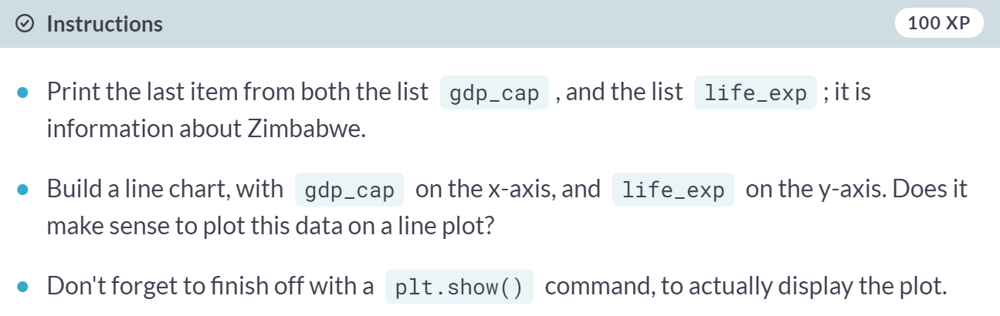 Instructions 100 XP
Print the last item from both the list gdp_cap , and the list life_exp ; it is
information about Zimbabwe.
Build a line chart, with gdp_cap on the x-axis, and life_exp on the y-axis. Does it
make sense to plot this data on a line plot?
Don't forget to finish off with a plt.show() command, to actually display the plot.